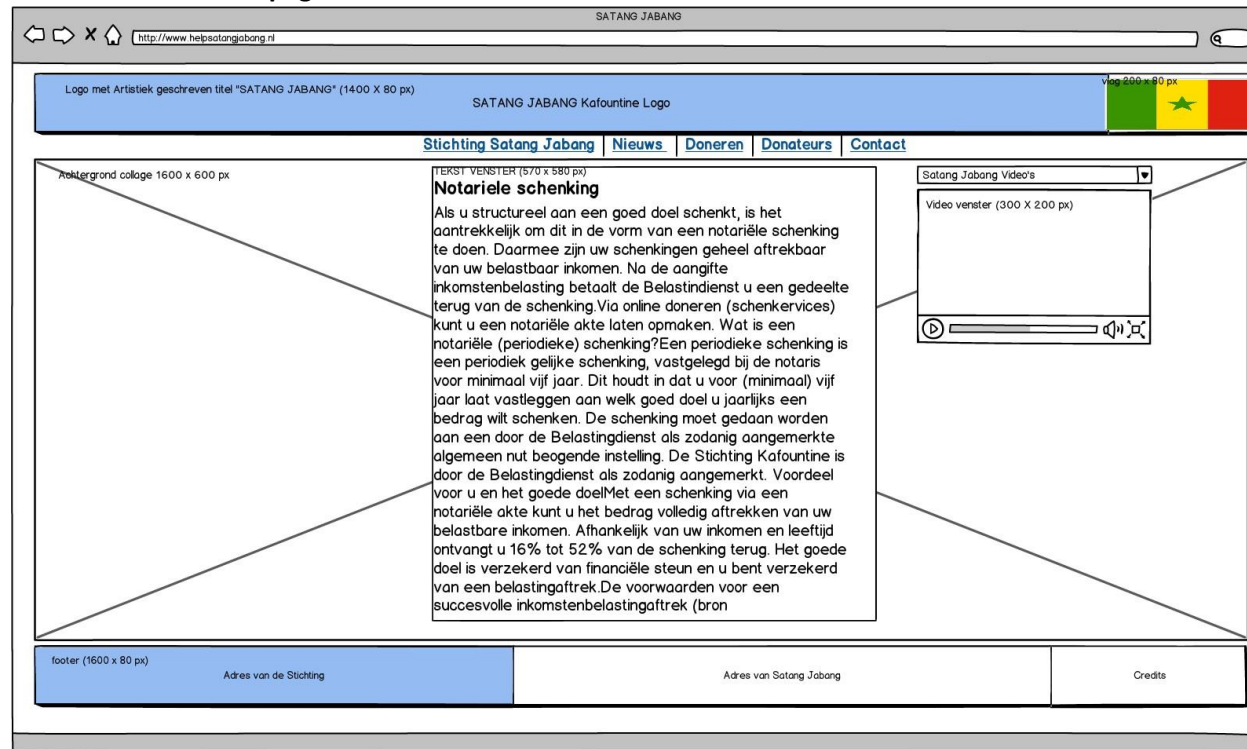 SATANG JABANG
http://www.helpsatangjabang.nl
Logo met Artistiek geschreven titel "SATANG JABANG" (1400 X 80 px)
SATANG JABANG Kafountine Logo
vlag 200 x 80 px
Stichting Satang Jabang Nieuws Doneren Donateurs Contact
Achtergrond collage 1600 x 600 px
TEKST VENSTER (570 x 580 px)
Notariele schenking
Als u structureel aan een goed doel schenkt, is het
aantrekkelijk om dit in de vorm van een notariële schenking
te doen. Daarmee zijn uw schenkingen geheel aftrekbaar
van uw belastbaar inkomen. Na de aangifte
inkomstenbelasting betaalt de Belastindienst u een gedeelte
terug van de schenking.Via online doneren (schenkervices)
kunt u een notariële akte laten opmaken. Wat is een
notariële (periodieke) schenking?Een periodieke schenking is
een periodiek gelijke schenking, vastgelegd bij de notaris
voor minimaal vijf jaar. Dit houdt in dat u voor (minimaal) vijf
jaar laat vastleggen aan welk goed doel u jaarlijks een
bedrag wilt schenken. De schenking moet gedaan worden
aan een door de Belastingdienst als zodanig aangemerkte
algemeen nut beogende instelling. De Stichting Kafountine is
door de Belastingdienst als zodanig aangemerkt. Voordeel
voor u en het goede doelMet een schenking via een
notariële akte kunt u het bedrag volledig aftrekken van uw
belastbare inkomen. Afhankelijk van uw inkomen en leeftijd
ontvangt u 16% tot 52% van de schenking terug. Het goede
doel is verzekerd van financiële steun en u bent verzekerd
van een belastingaftrek.De voorwaarden voor een
succesvolle inkomstenbelastingaftrek (bron
Satang Jabang Video's
Video venster (300 X 200 px)
footer (1600 x 80 px)
Adres van de Stichting
Adres van Satang Jabang
Credits